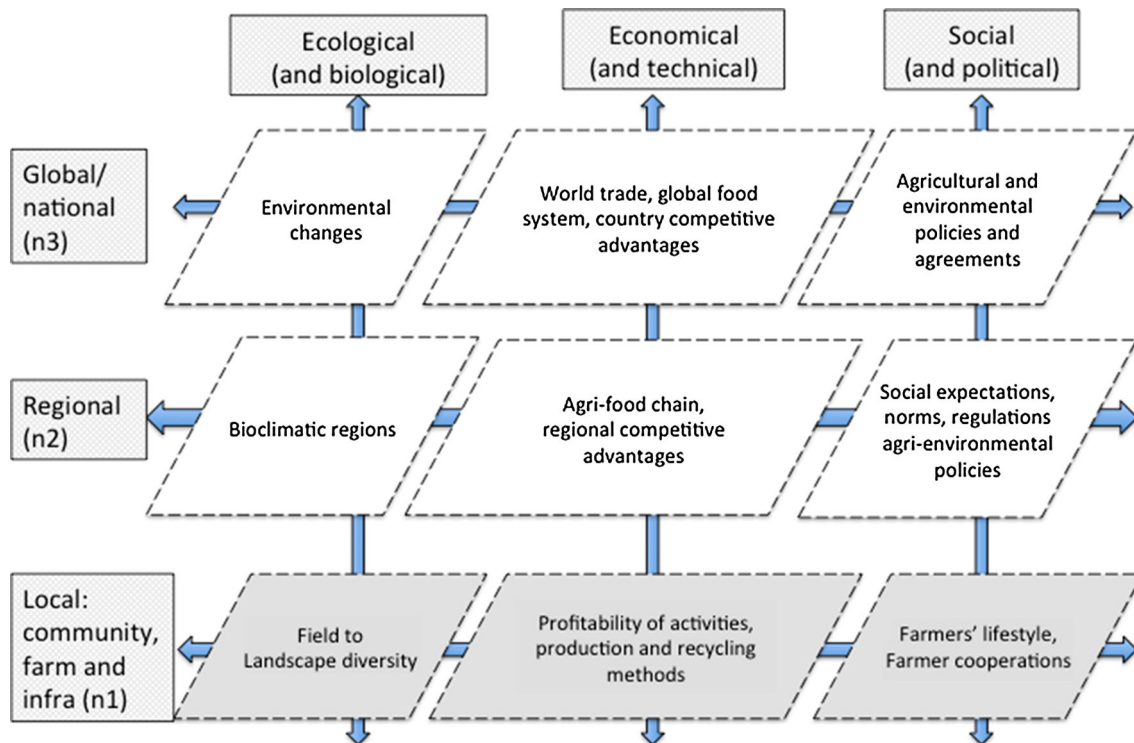 Ecological
(and biological)
Economical
(and technical)
Social
(and political)
Global/
national
(n3)
Environmental
changes
World trade, global food
system, country competitive
advantages
Agricultural and
environmental
policies and
agreements
Regional
(n2)
Bioclimatic regions
Agri-food chain,
regional competitive
advantages
Social expectations,
norms, regulations
agri-environmental
policies
Local:
community,
farm and
infra (n1)
Field to
Landscape diversity
Profitability of activities,
production and recycling
methods
Farmers' lifestyle,
Farmer cooperations